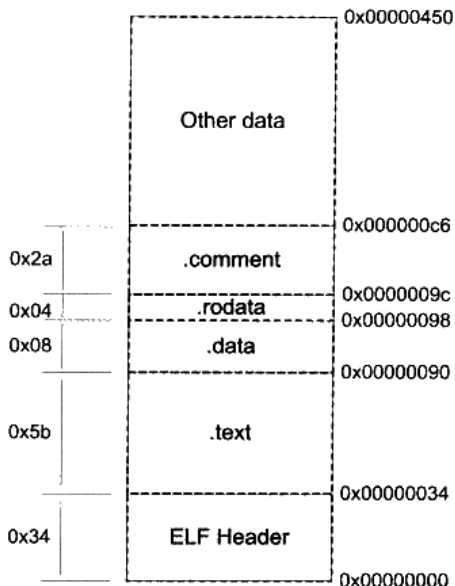 0x00000450
Other data
0x000000c6
0x2a
.comment
0x0000009c
0x04
.rodata
0x00000098
0x08
.data
0x00000090
0x5b
.text
0x00000034
0x34
ELF Header
0x00000000